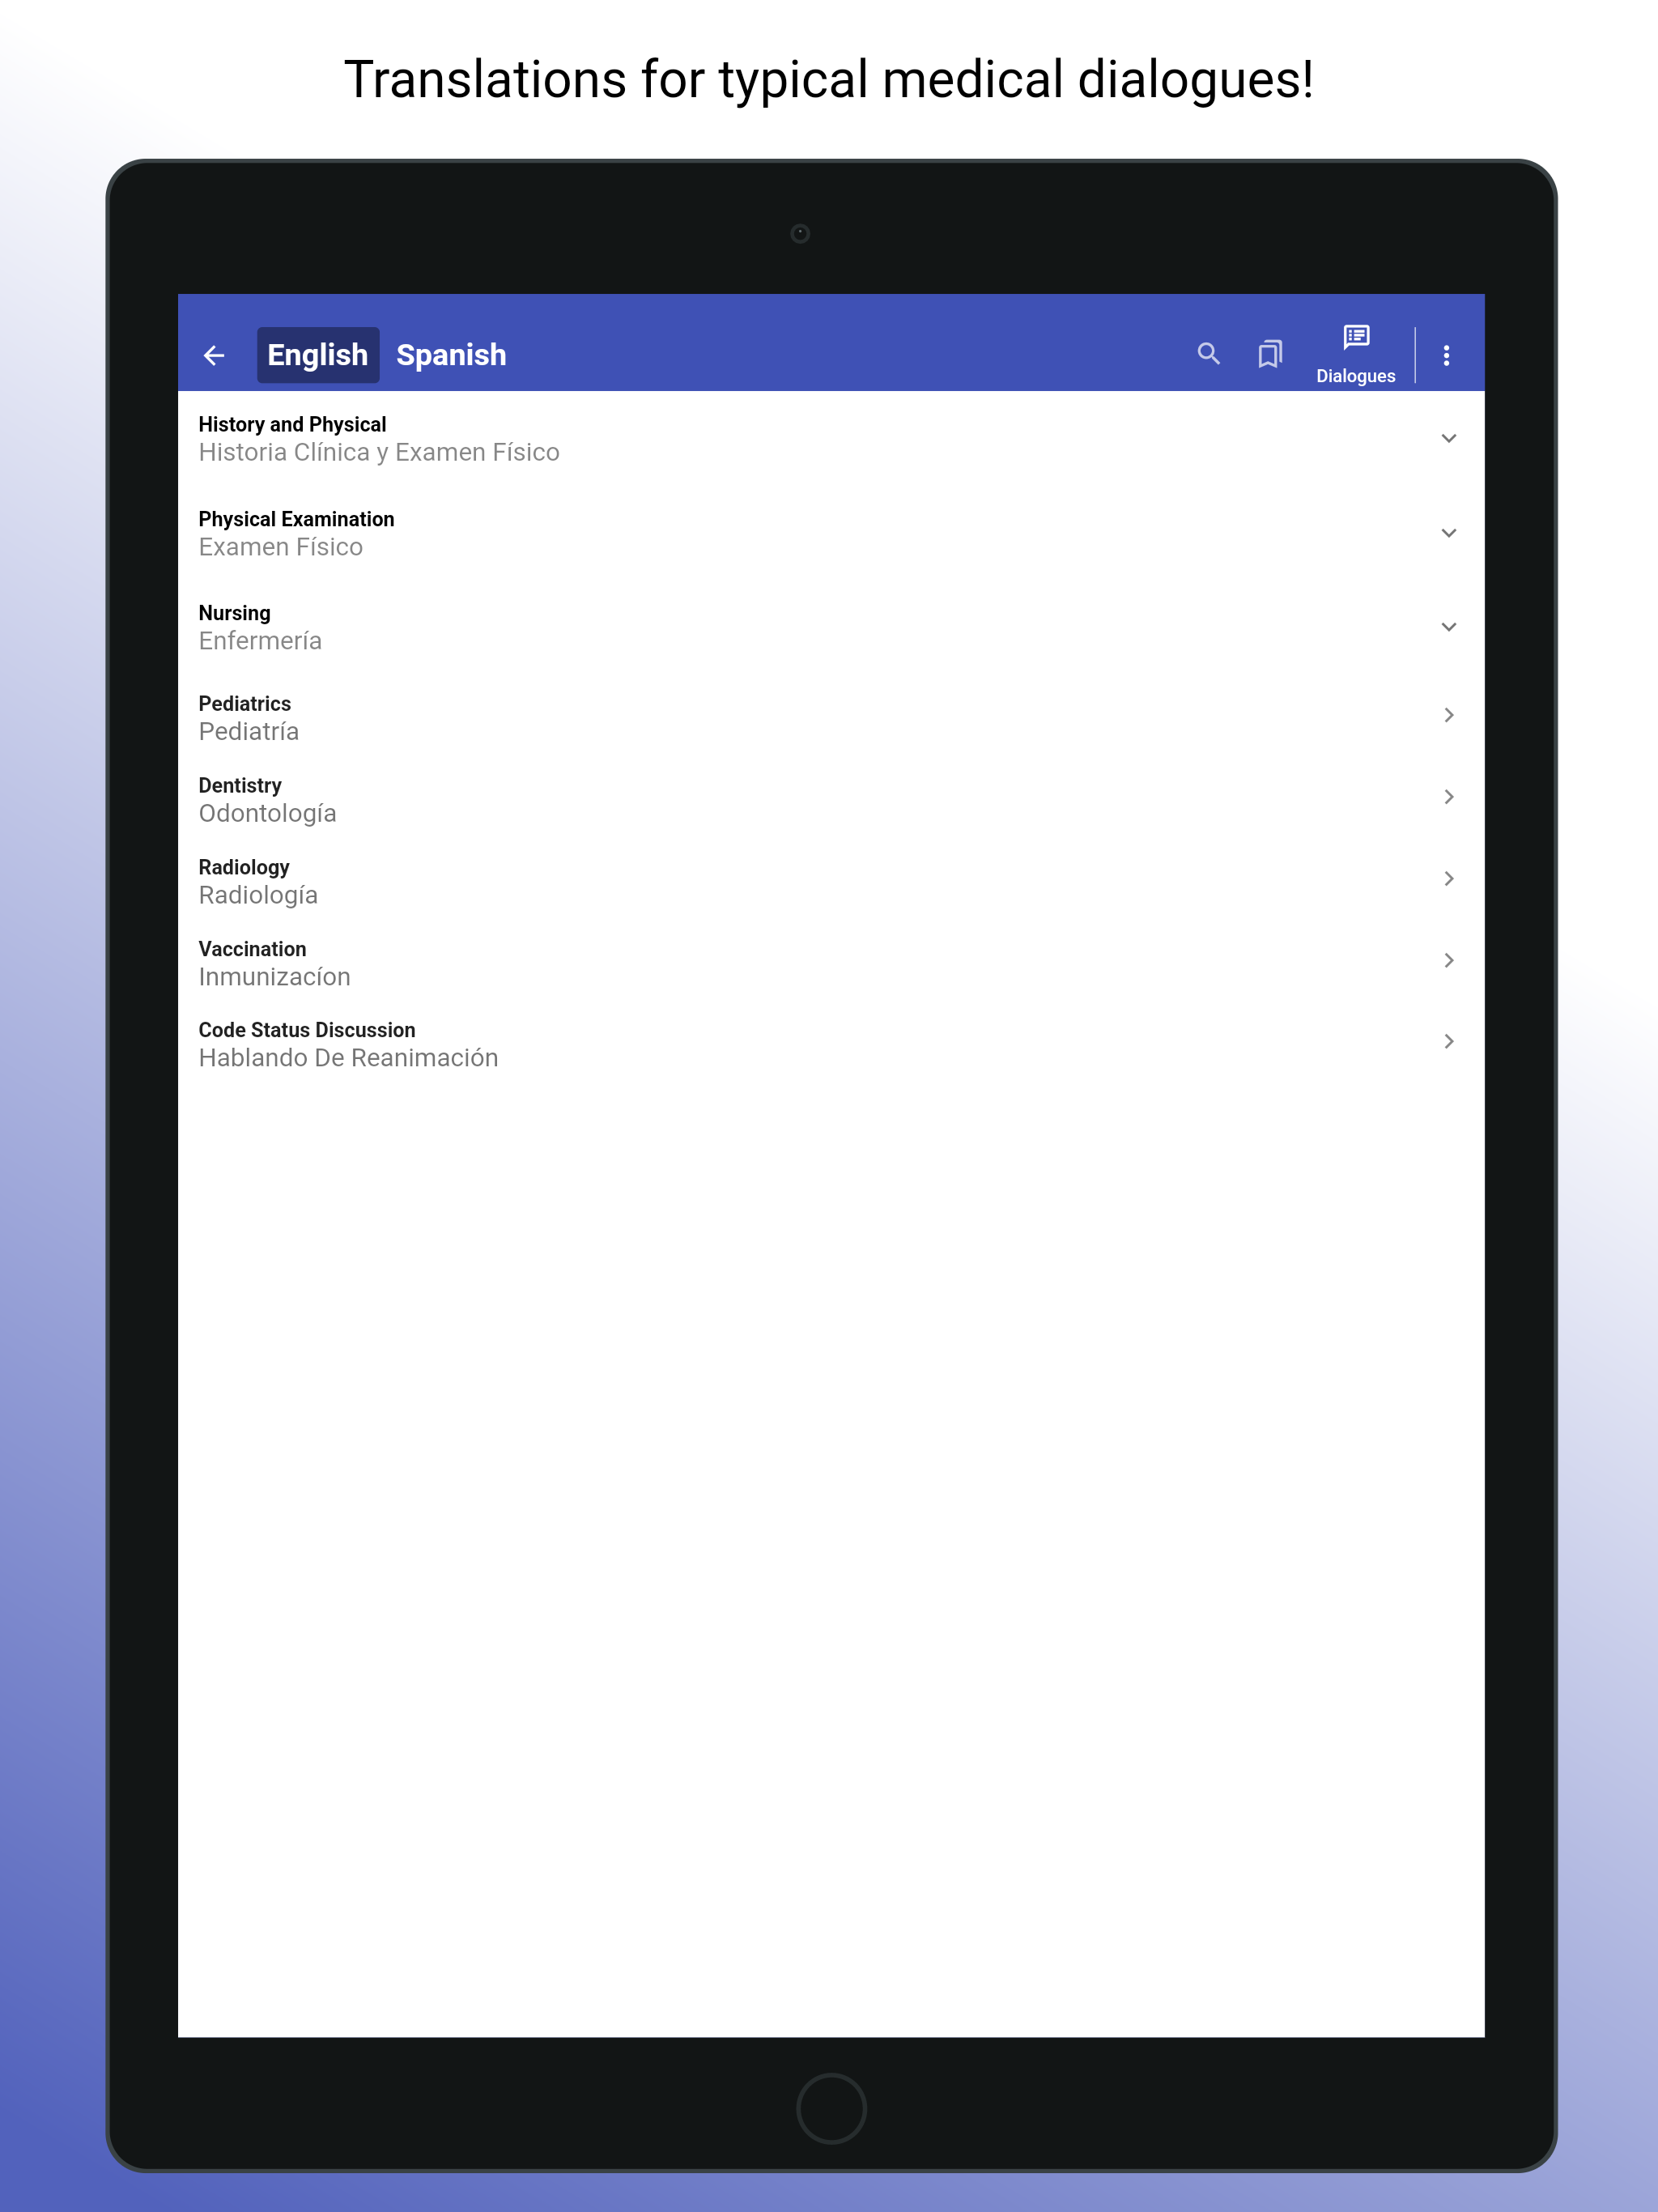 Translations for typical medical dialogues!
English Spanish
Dialogues
History and Physical
Historia Clínica y Examen Físico
Physical Examination
Examen Físico
Nursing
Enfermería
Pediatrics
Pediatría
Dentistry
Odontología
Radiology
Radiología
Vaccination
Inmunizacíon
Code Status Discussion
Hablando De Reanimación